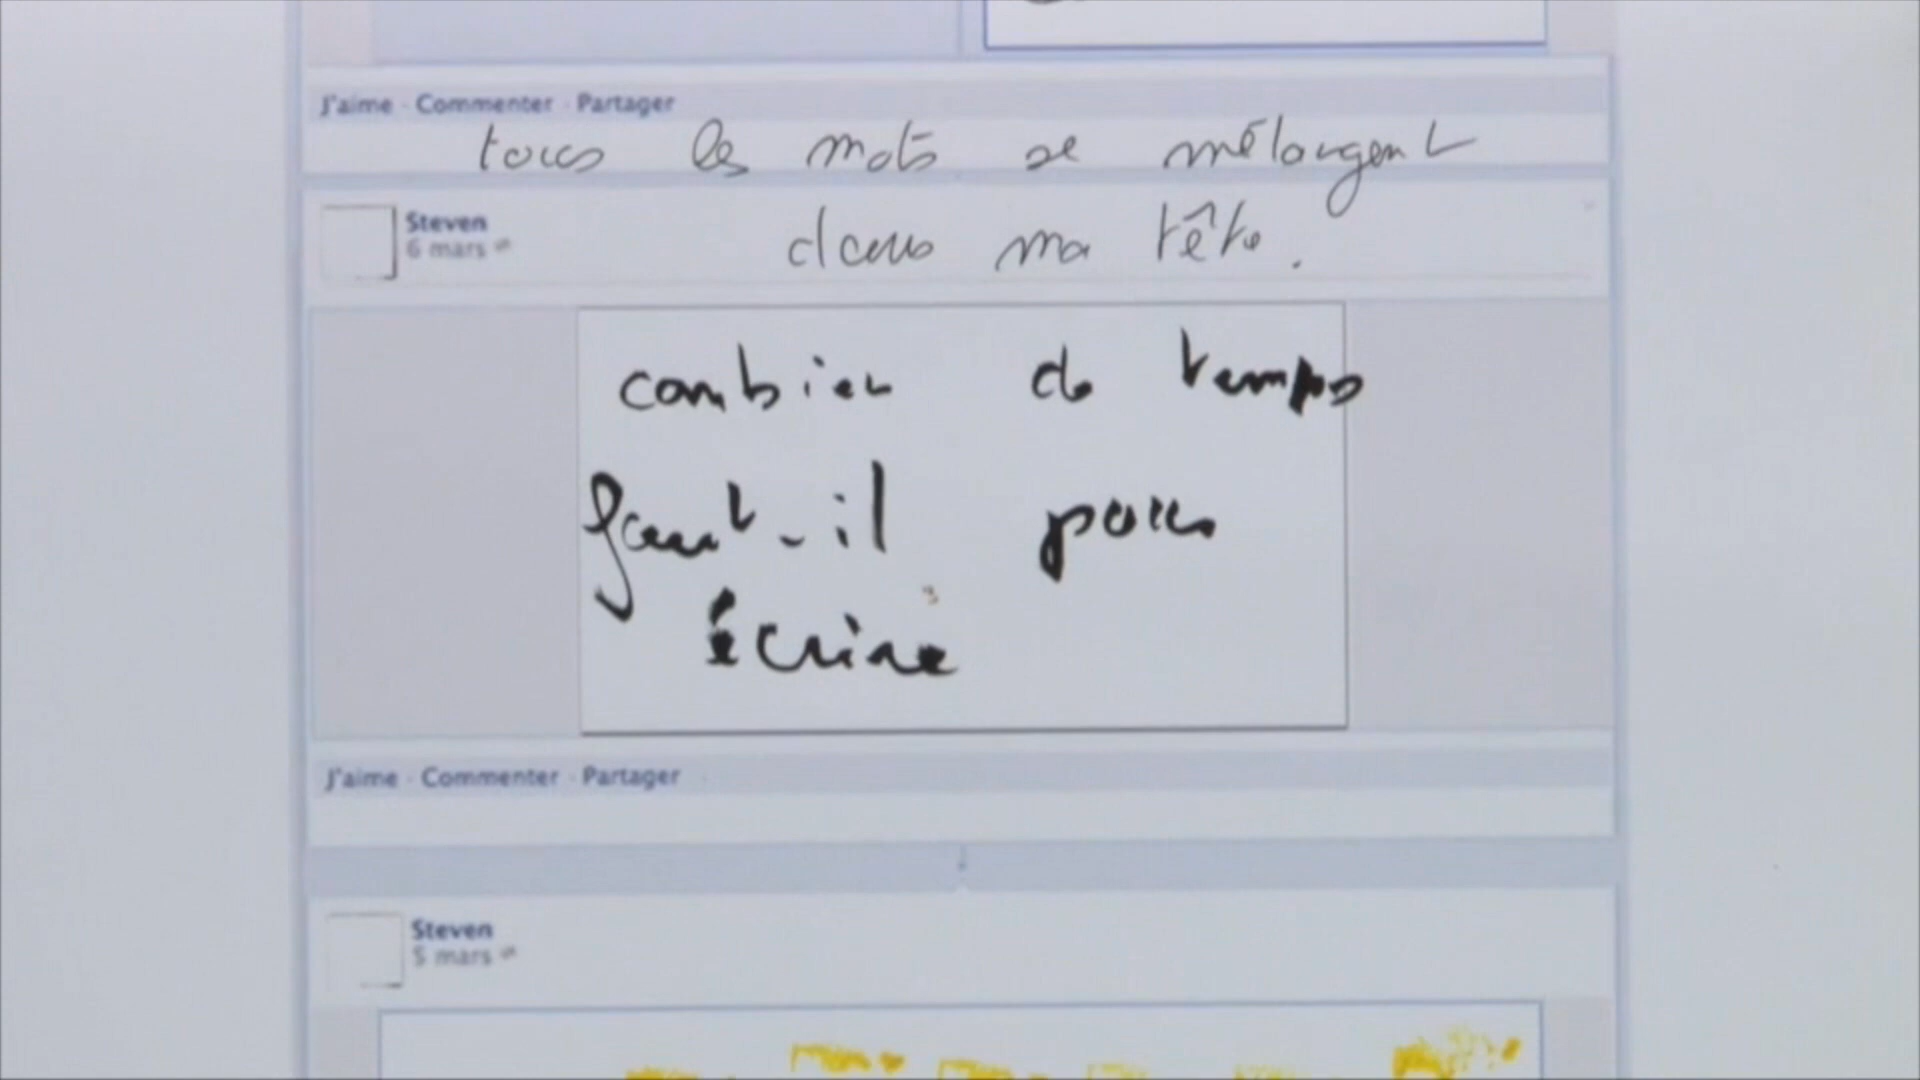 J'aime · Commenter · Partager
tous les mots se mélangent
Steven
6 mars
dans ma tête.
combien de temps
faut-il pour
écrire
J'aime · Commenter · Partager
Steven
5 mars